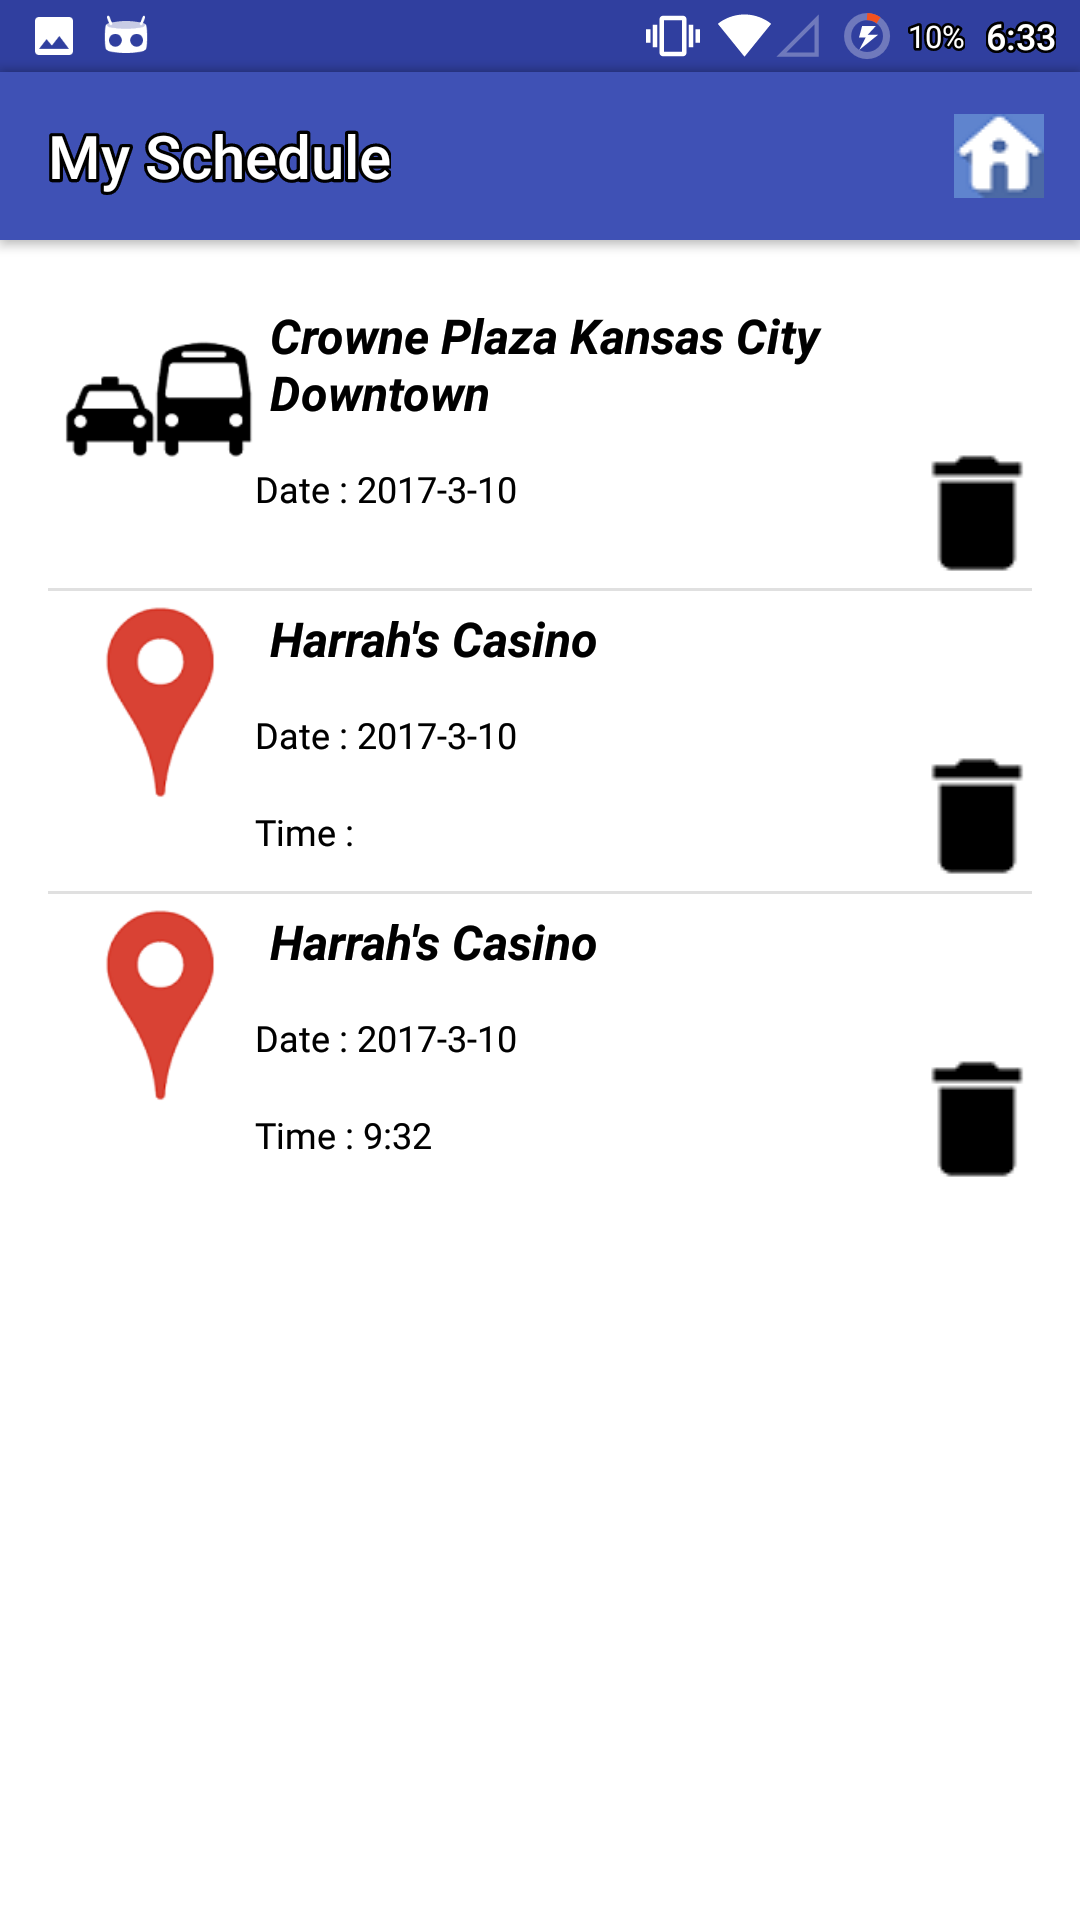 10% 6:33
My Schedule
Crowne Plaza Kansas City
Downtown
Date : 2017-3-10
Harrah's Casino
Date : 2017-3-10
Time :
Harrah's Casino
Date : 2017-3-10
Time : 9:32